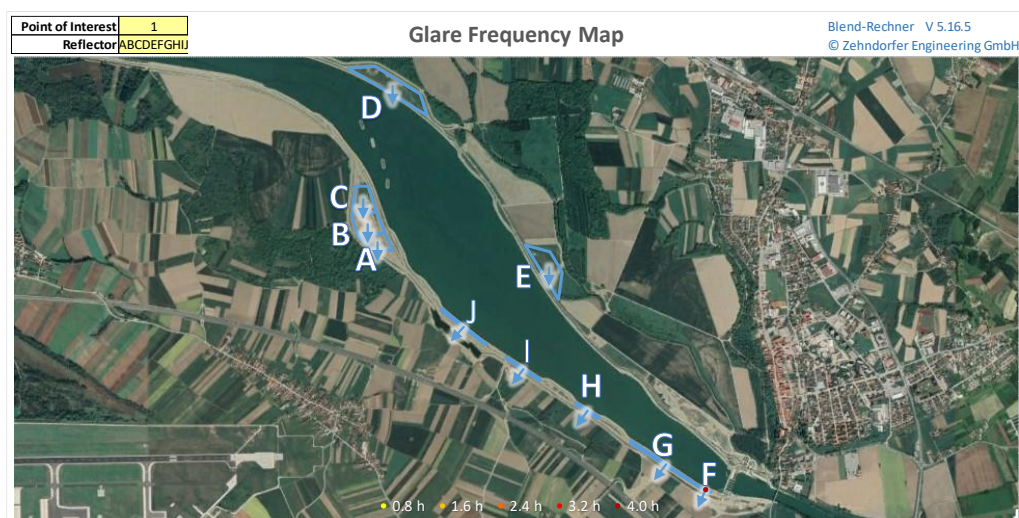 Point of Interest 1
Reflector ABCDEFGHIJ
Glare Frequency Map
Blend-Rechner V 5.16.5
© Zehndorfer Engineering GmbH
D
C
B
A
E
J
I
H
G
F
0.8 h 1.6 h 2.4 h 3.2 h 4.0 h